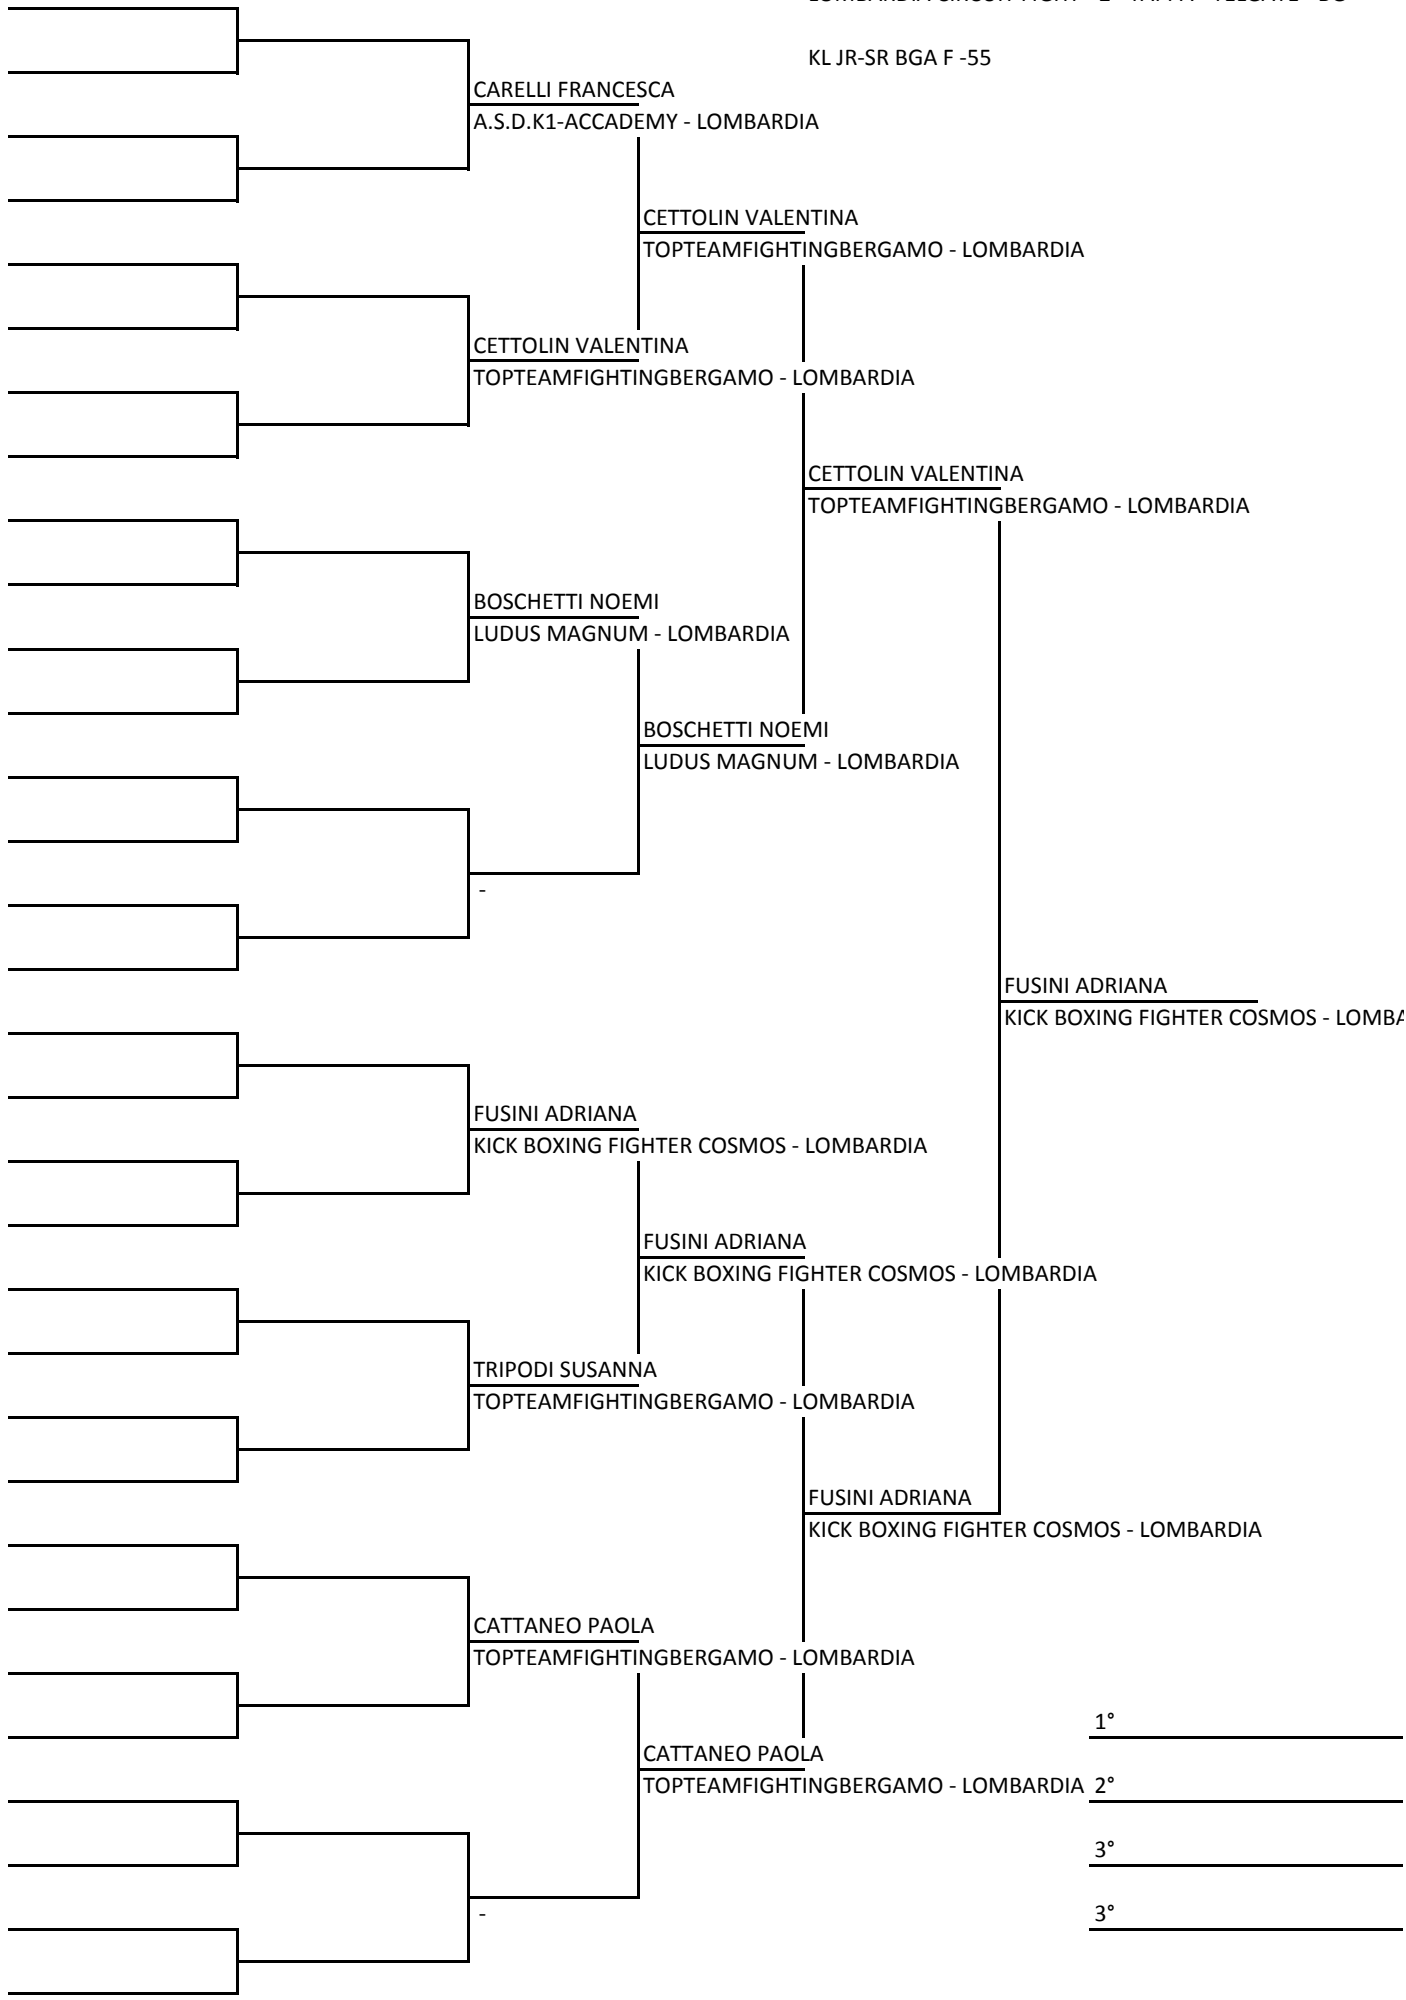 KL JR-SR BGA F -55
CARELLI FRANCESCA
A.S.D.K1-ACCADEMY - LOMBARDIA
CETTOLIN VALENTINA
TOPTEAMFIGHTINGBERGAMO - LOMBARDIA
CETTOLIN VALENTINA
TOPTEAMFIGHTINGBERGAMO - LOMBARDIA
CETTOLIN VALENTINA
TOPTEAMFIGHTINGBERGAMO - LOMBARDIA
BOSCHETTI NOEMI
LUDUS MAGNUM - LOMBARDIA
BOSCHETTI NOEMI
LUDUS MAGNUM - LOMBARDIA
-
FUSINI ADRIANA
KICK BOXING FIGHTER COSMOS - LOMBA
FUSINI ADRIANA
KICK BOXING FIGHTER COSMOS - LOMBARDIA
FUSINI ADRIANA
KICK BOXING FIGHTER COSMOS - LOMBARDIA
TRIPODI SUSANNA
TOPTEAMFIGHTINGBERGAMO - LOMBARDIA
FUSINI ADRIANA
KICK BOXING FIGHTER COSMOS - LOMBARDIA
CATTANEO PAOLA
TOPTEAMFIGHTINGBERGAMO - LOMBARDIA
1°
CATTANEO PAOLA
TOPTEAMFIGHTINGBERGAMO - LOMBARDIA
2°
3°
-
3°